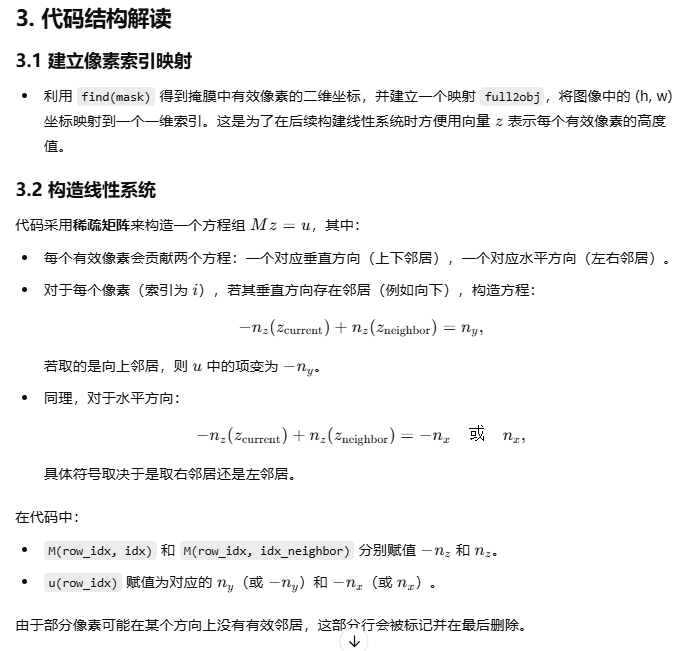 3. 代码结构解读
3.1 建立像素索引映射
• 利用 find(mask) 得到掩膜中有效像素的二维坐标，并建立一个映射 full2obj，将图像中的 (h, w)
坐标映射到一个一维索引。这是为了在后续构建线性系统时方便用向量 z 表示每个有效像素的高度
值。
3.2 构造线性系统
代码采用稀疏矩阵来构造一个方程组 Mz = u，其中：
• 每个有效像素会贡献两个方程：一个对应垂直方向（上下邻居），一个对应水平方向（左右邻居）。
• 对于每个像素（索引为 i），若其垂直方向存在邻居（例如向下），构造方程：
−n_z(z_current) + n_z(z_neighbor) = n_y,
若取的是向上邻居，则 u 中的项变为 −n_y。
• 同理，对于水平方向：
−n_z(z_current) + n_z(z_neighbor) = −n_x 或 n_x,
具体符号取决于是取右邻居还是左邻居。
在代码中：
• M(row_idx, idx) 和 M(row_idx, idx_neighbor) 分别赋值 −n_z 和 n_z。
• u(row_idx) 赋值为对应的 n_y（或 −n_y）和 −n_x（或 n_x）。
由于部分像素可能在某个方向上没有有效邻居，这部分行会被标记并在最后删除。